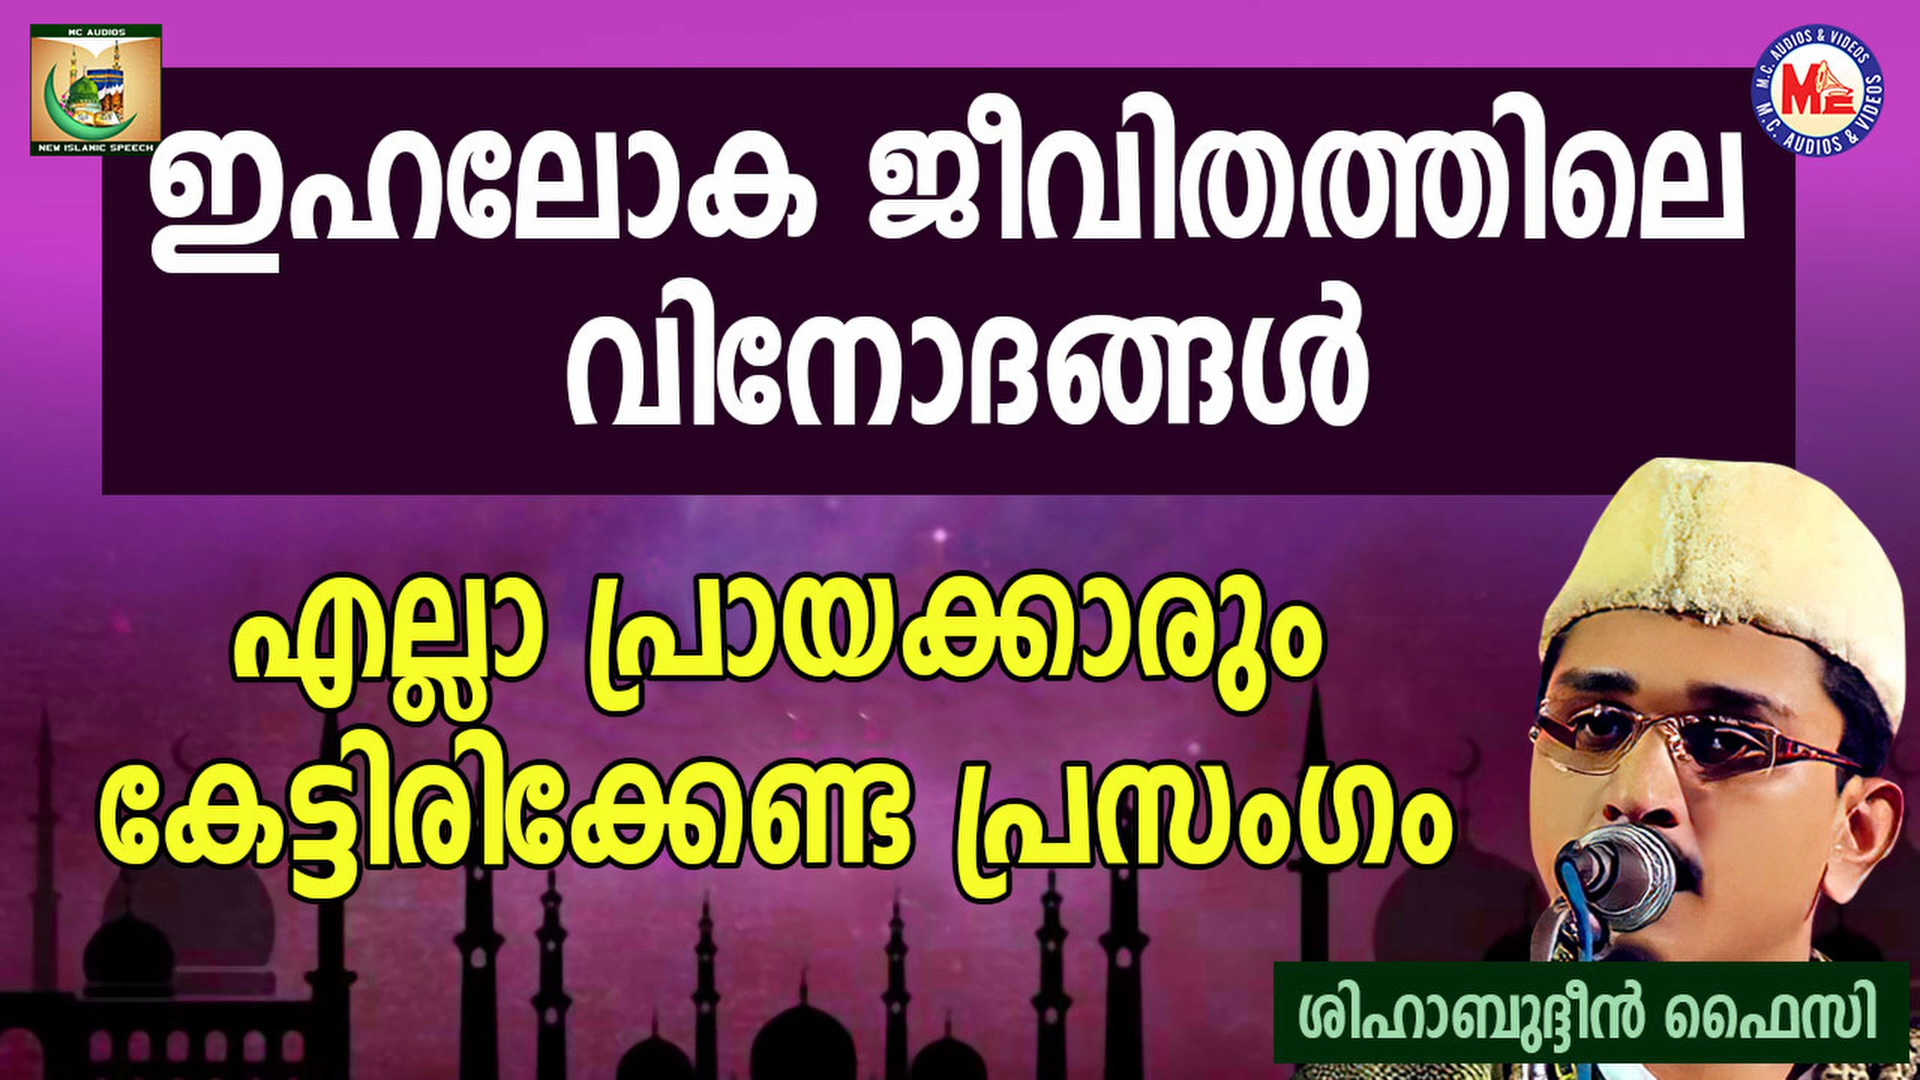 MC AUDIOS
NEW ISLAMIC SPEECH
M.C. AUDIOS & VIDEOS
M.C. AUDIOS & VIDEOS
ഇഹലോക ജീവിതത്തിലെ
വിനോദങ്ങൾ
എല്ലാ പ്രായക്കാരും
കേട്ടിരിക്കേണ്ട പ്രസംഗം
ശിഹാബുദ്ദീൻ ഫൈസി